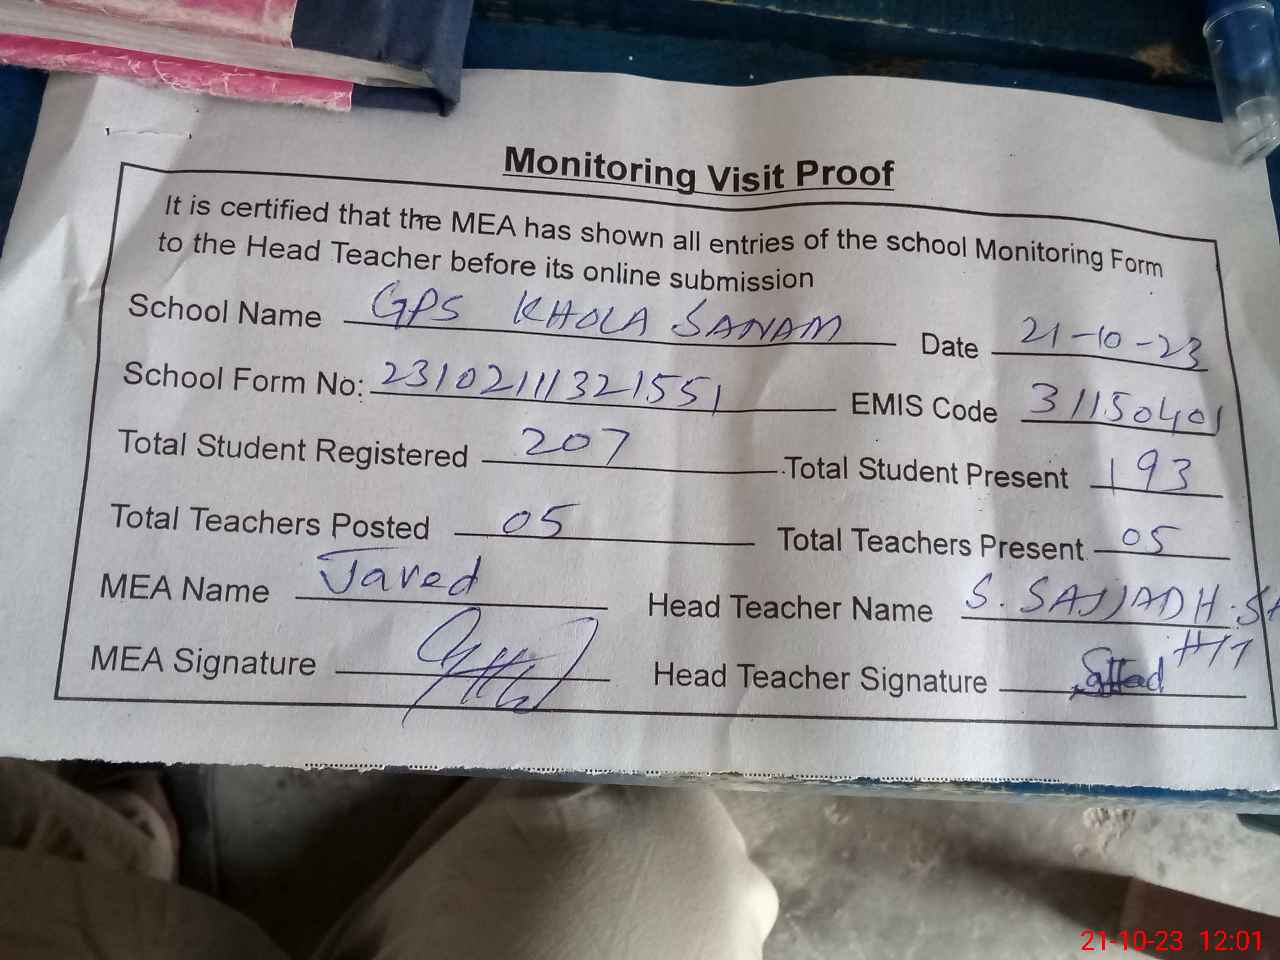 Monitoring Visit Proof
It is certified that the MEA has shown all entries of the school Monitoring Form
to the Head Teacher before its online submission
School Name GPS KHOLA SANAM Date 21-10-23
School Form No: 23102111321551 EMIS Code 31150401
Total Student Registered 207 Total Student Present 193
Total Teachers Posted 05 Total Teachers Present 05
MEA Name Javed Head Teacher Name S. SAJJADH.
MEA Signature Head Teacher Signature
21-10-23 12:01